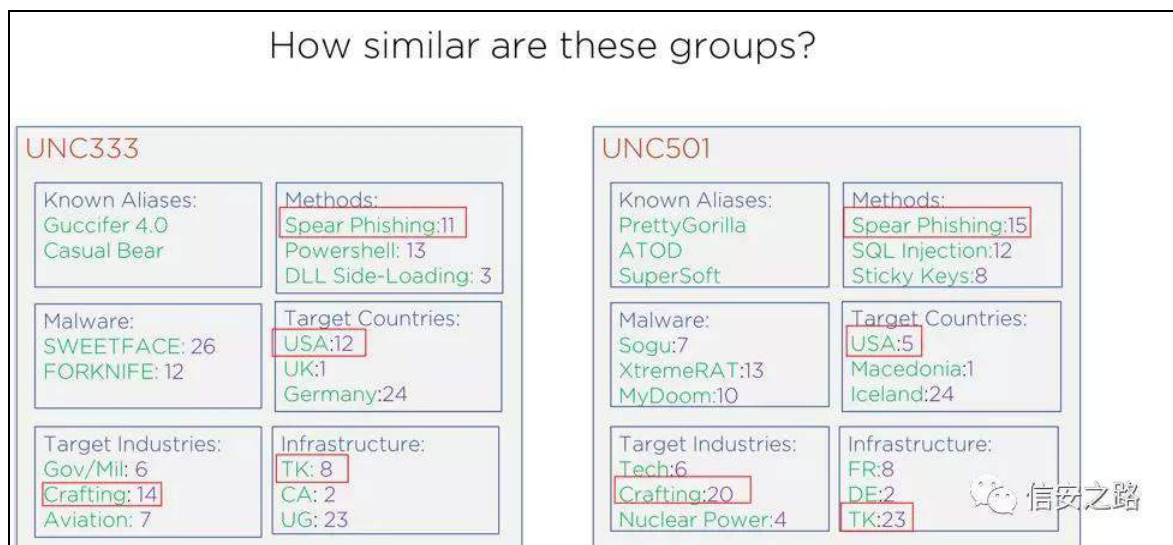 How similar are these groups?
UNC333
Known Aliases:
Guccifer 4.0
Casual Bear
Methods:
Spear Phishing:11
Powershell: 13
DLL Side-Loading: 3
Malware:
SWEETFACE: 26
FORKNIFE: 12
Target Countries:
USA:12
UK:1
Germany:24
Target Industries:
Gov/Mil: 6
Crafting: 14
Aviation: 7
Infrastructure:
TK: 8
CA: 2
UG: 23
UNC501
Known Aliases:
PrettyGorilla
ATOD
SuperSoft
Methods:
Spear Phishing:15
SQL Injection:12
Sticky Keys:8
Malware:
Sogu:7
XtremeRAT:13
MyDoom:10
Target Countries:
USA:5
Macedonia:1
Iceland:24
Target Industries:
Tech:6
Crafting:20
Nuclear Power:4
Infrastructure:
FR:8
DE:2
TK:23
信安之路